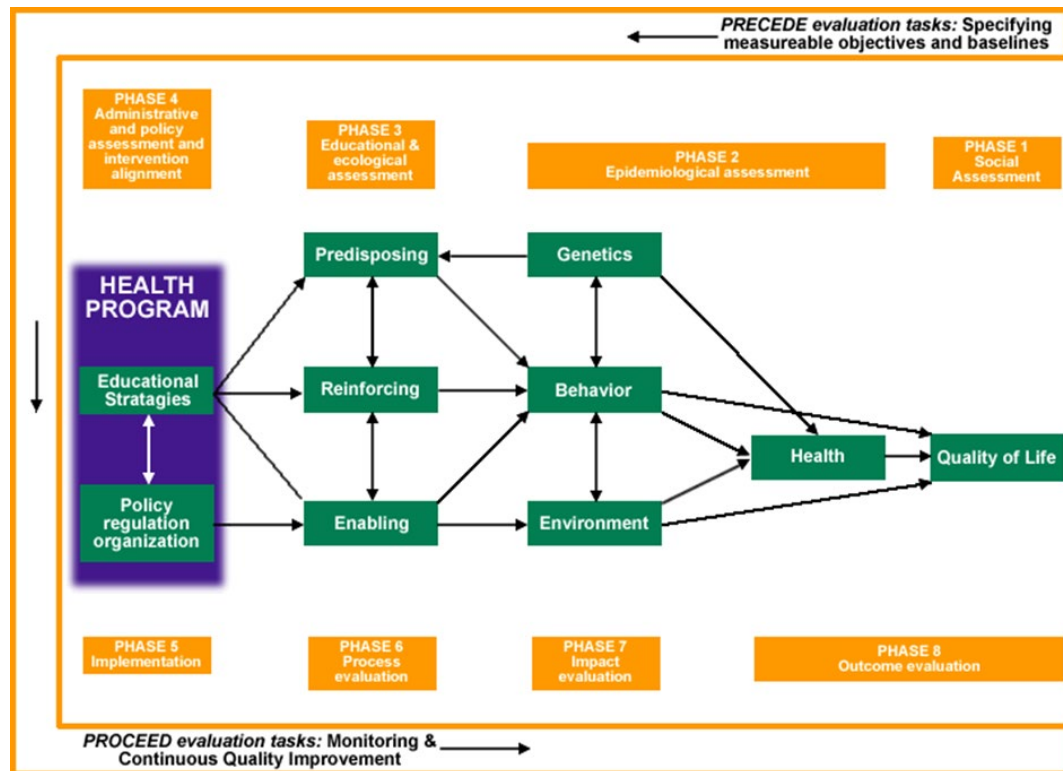 PRECEDE evaluation tasks: Specifying
measureable objectives and baselines
PHASE 4
Administrative
and policy
assessment and
intervention
alignment
PHASE 3
Educational &
ecological
assessment
PHASE 2
Epidemiological assessment
PHASE 1
Social
Assessment
Predisposing
Genetics
HEALTH
PROGRAM
Educational
Stratagies
Reinforcing
Behavior
Health
Quality of Life
Policy
regulation
organization
Enabling
Environment
PHASE 5
Implementation
PHASE 6
Process
evaluation
PHASE 7
Impact
evaluation
PHASE 8
Outcome evaluation
PROCEED evaluation tasks: Monitoring &
Continuous Quality Improvement